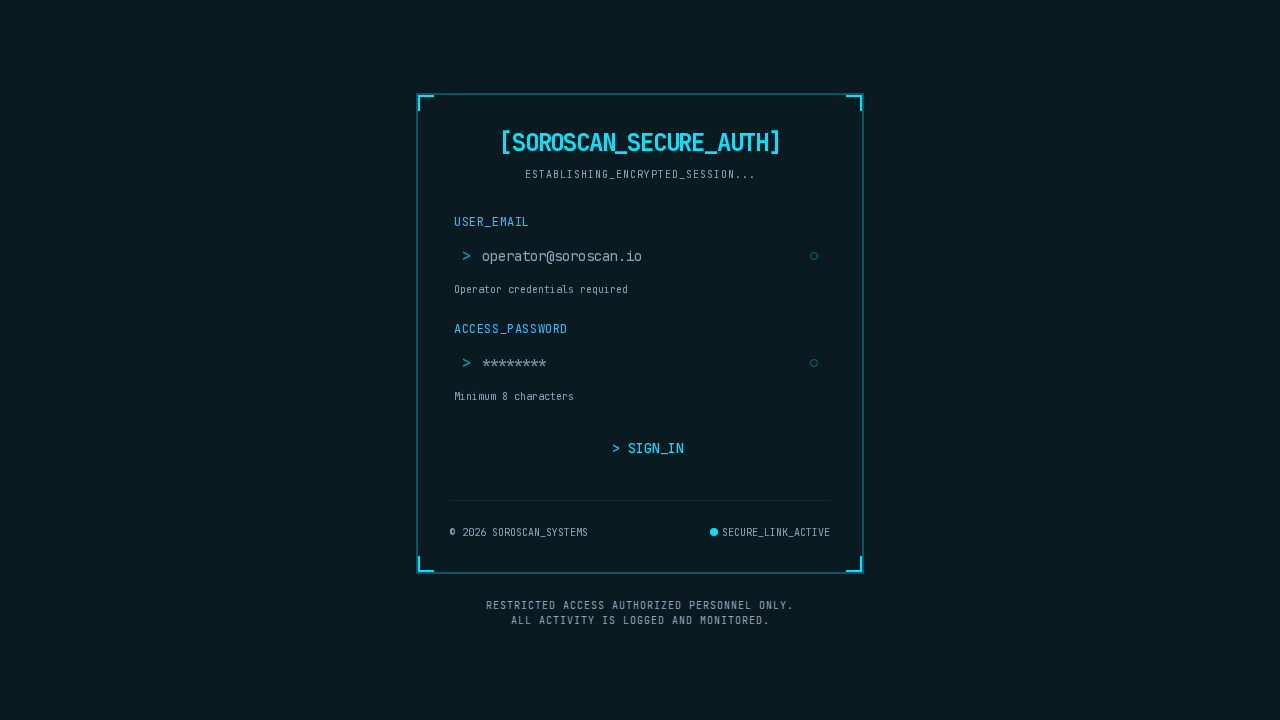 [SOROSCAN_SECURE_AUTH]
ESTABLISHING_ENCRYPTED_SESSION...
USER_EMAIL
> operator@soroscan.io
Operator credentials required
ACCESS_PASSWORD
> ********
Minimum 8 characters
> SIGN_IN
© 2026 SOROSCAN_SYSTEMS
SECURE_LINK_ACTIVE
RESTRICTED ACCESS AUTHORIZED PERSONNEL ONLY.
ALL ACTIVITY IS LOGGED AND MONITORED.